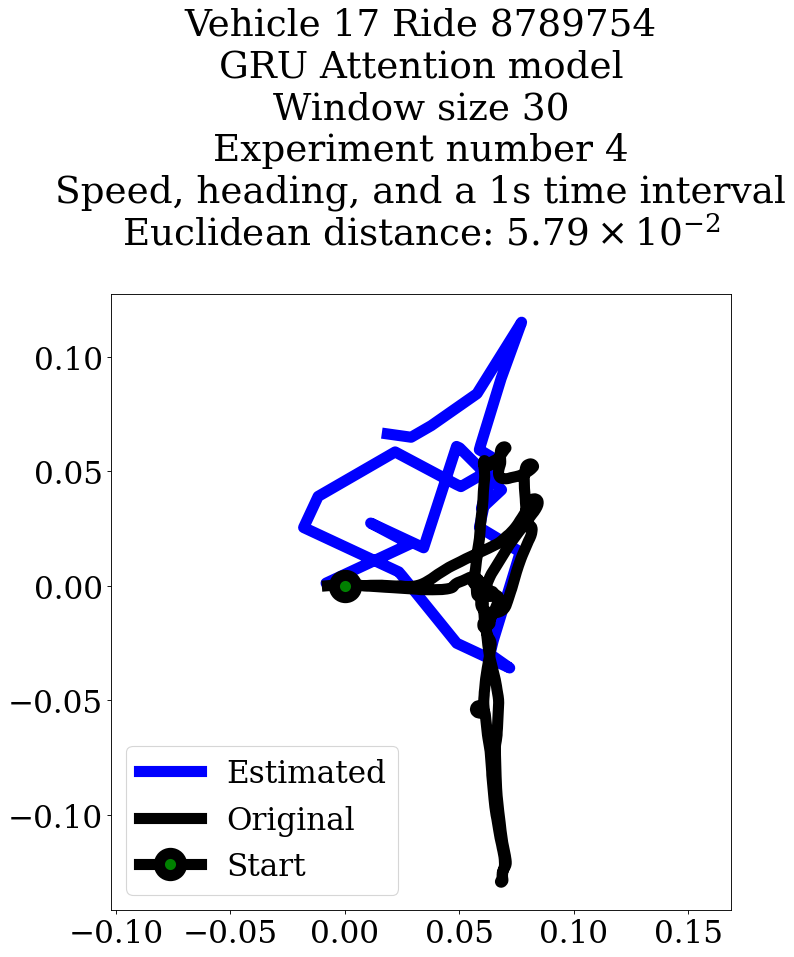 Vehicle 17 Ride 8789754
GRU Attention model
Window size 30
Experiment number 4
Speed, heading, and a 1s time interval
Euclidean distance: 5.79 × 10⁻²
0.10
0.05
0.00
−0.05
−0.10
Estimated
Original
Start
−0.10 −0.05 0.00 0.05 0.10 0.15